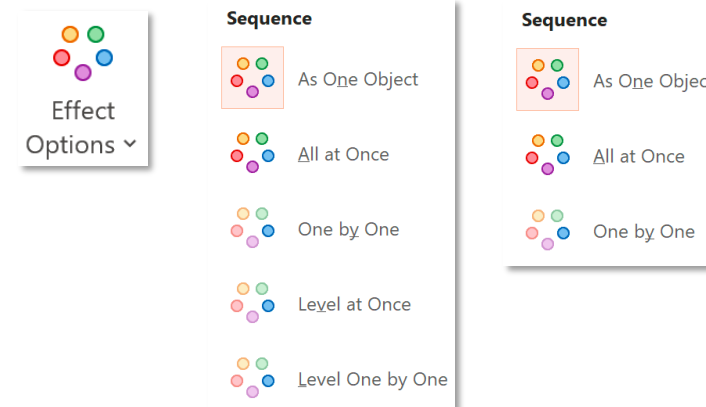 Effect
Options
Sequence
As One Object
All at Once
One by One
Level at Once
Level One by One
Sequence
As One Objec
All at Once
One by One